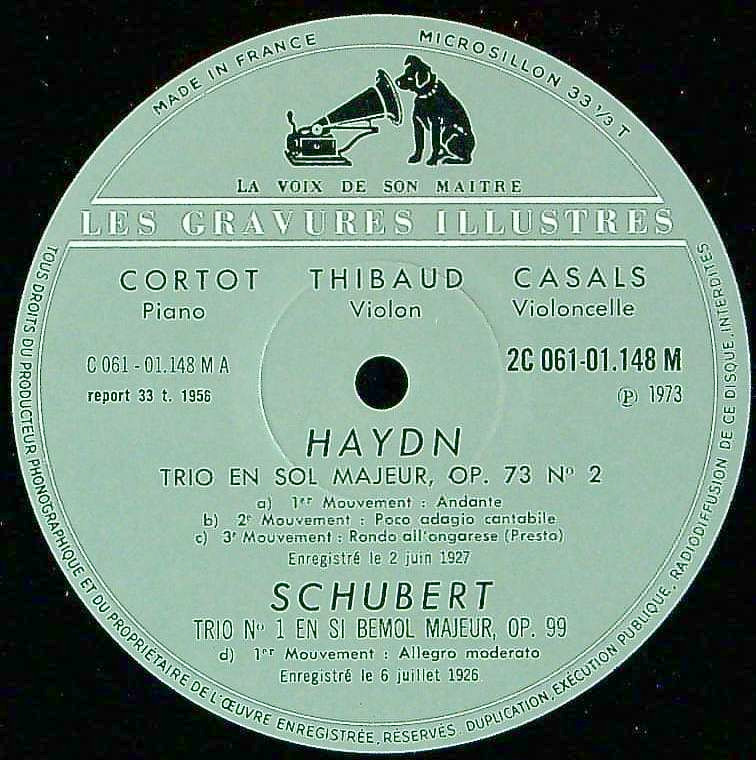 MADE IN FRANCE
MICROSILLON 33 1/3 T
LA VOIX DE SON MAITRE
LES GRAVURES ILLUSTRES
CORTOT THIBAUD CASALS
Piano Violon Violoncelle
C 061 - 01.148 M A
2C 061-01.148 M
report 33 t. 1956
Ⓟ 1973
HAYDN
TRIO EN SOL MAJEUR, OP. 73 Nº 2
a) 1er Mouvement : Andante
b) 2e Mouvement : Poco adagio cantabile
c) 3e Mouvement : Rondo all'ongarese (Presto)
Enregistré le 2 juin 1927
SCHUBERT
TRIO Nº 1 EN SI BEMOL MAJEUR, OP. 99
d) 1er Mouvement : Allegro moderato
Enregistré le 6 juillet 1926
TOUS DROITS DU PRODUCTEUR PHONOGRAPHIQUE ET DU PROPRIÉTAIRE DE L'ŒUVRE ENREGISTRÉE, RÉSERVÉS. DUPLICATION, EXÉCUTION PUBLIQUE, RADIODIFFUSION DE CE DISQUE, INTERDITES